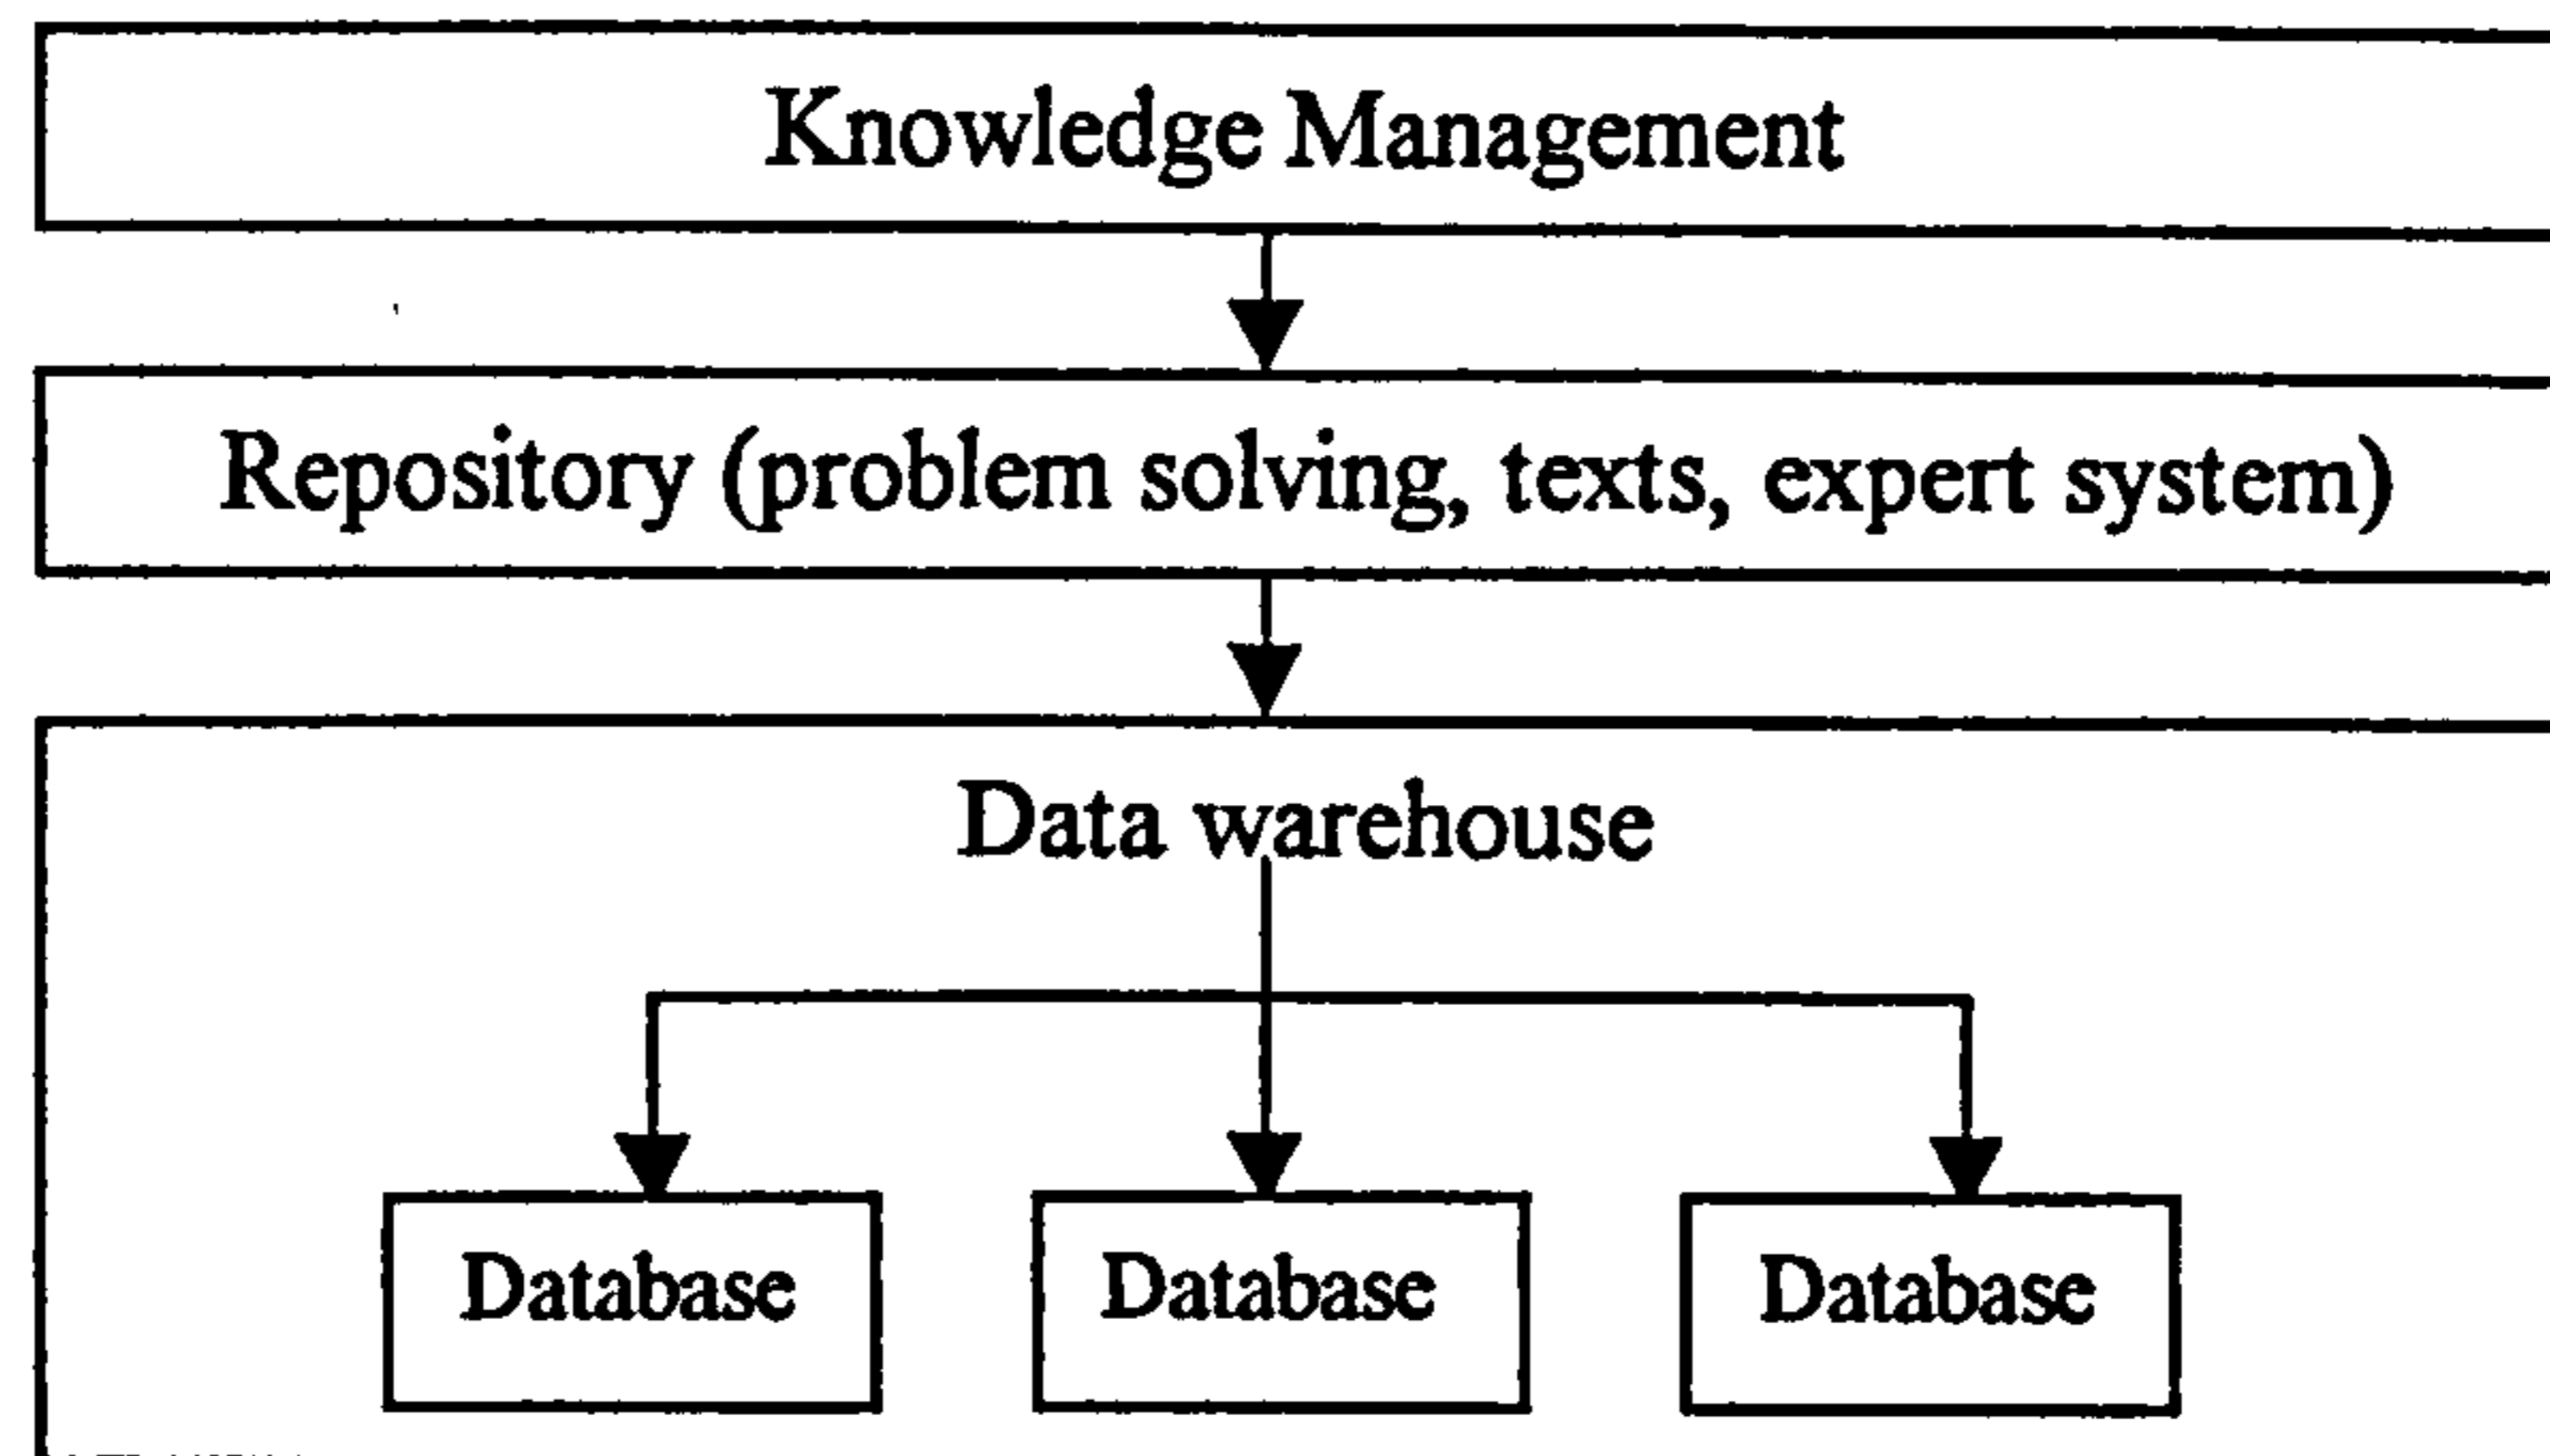 Knowledge Management
Repository (problem solving, texts, expert system)
Data warehouse
Database
Database
Database